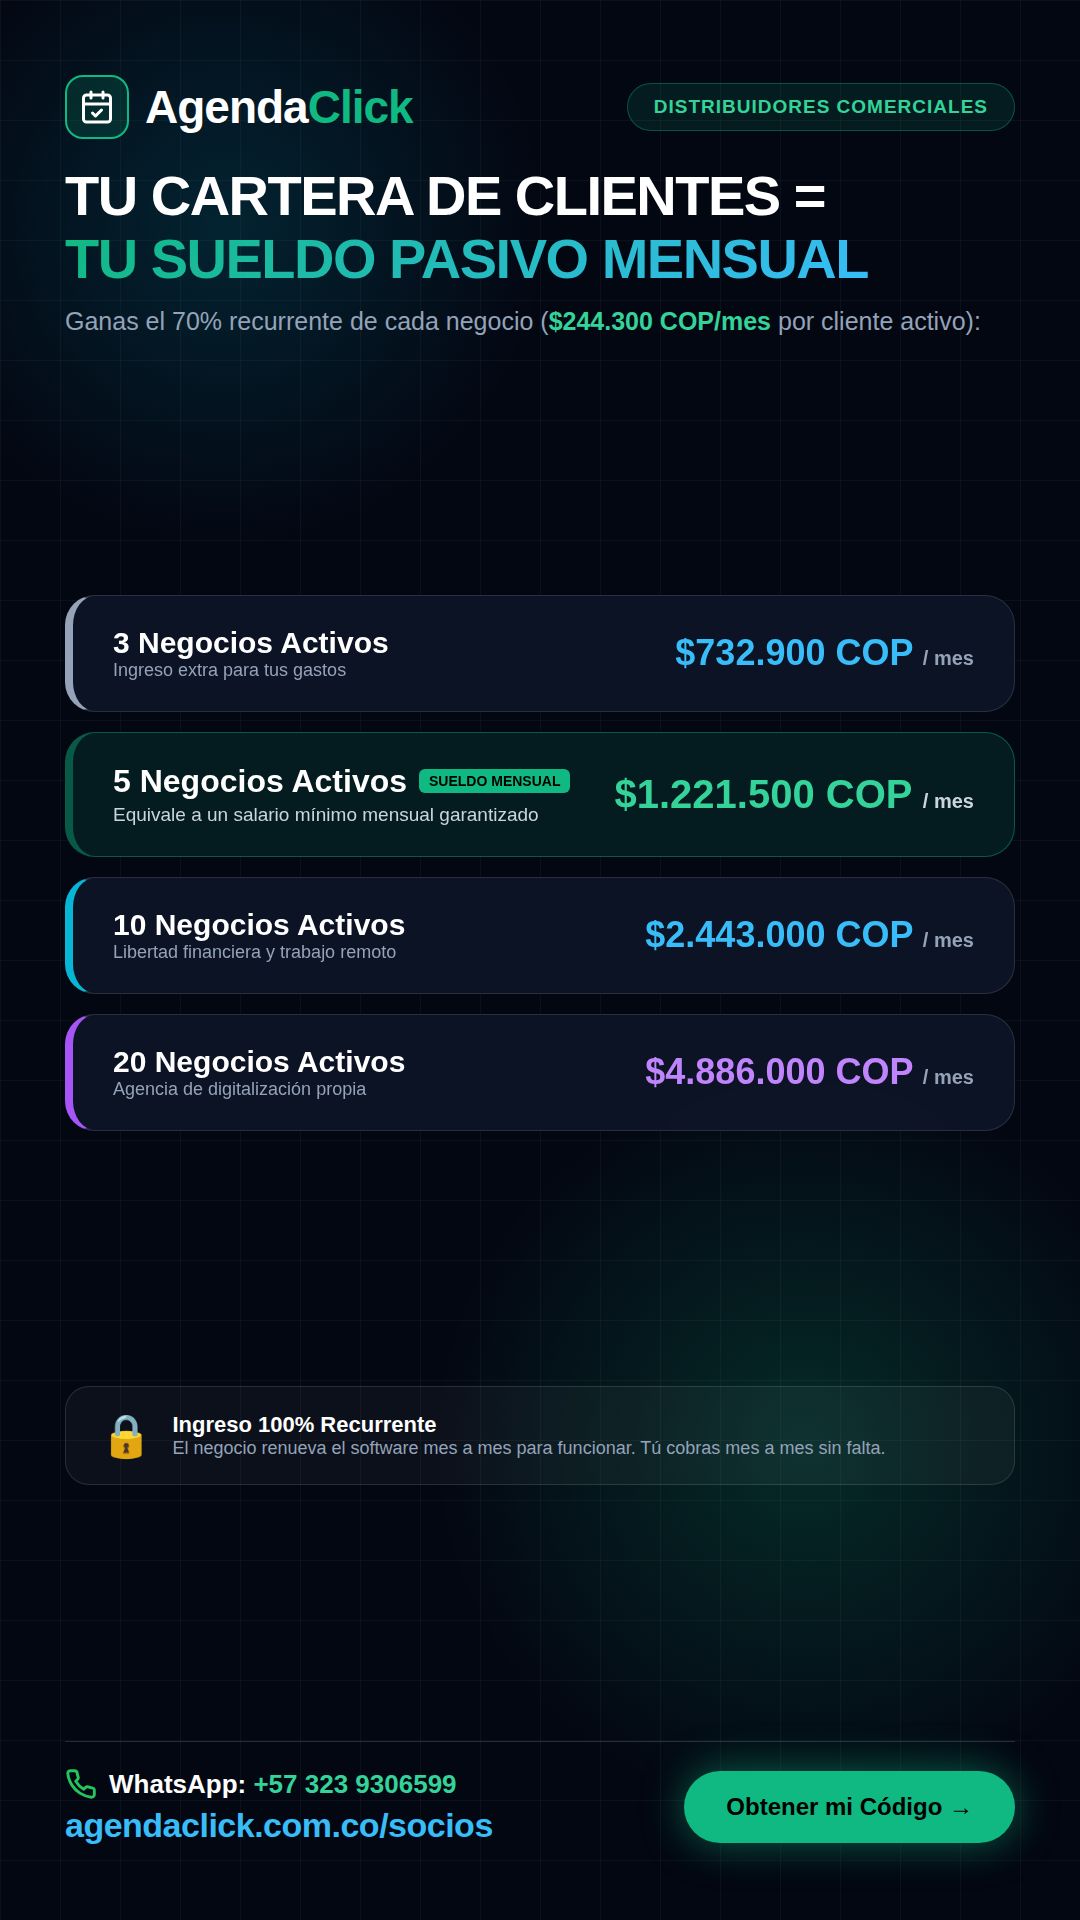 AgendaClick
DISTRIBUIDORES COMERCIALES
TU CARTERA DE CLIENTES =
TU SUELDO PASIVO MENSUAL
Ganas el 70% recurrente de cada negocio ($244.300 COP/mes por cliente activo):
3 Negocios Activos
Ingreso extra para tus gastos
$732.900 COP / mes
5 Negocios Activos SUELDO MENSUAL
Equivale a un salario mínimo mensual garantizado
$1.221.500 COP / mes
10 Negocios Activos
Libertad financiera y trabajo remoto
$2.443.000 COP / mes
20 Negocios Activos
Agencia de digitalización propia
$4.886.000 COP / mes
Ingreso 100% Recurrente
El negocio renueva el software mes a mes para funcionar. Tú cobras mes a mes sin falta.
WhatsApp: +57 323 9306599
agendaclick.com.co/socios
Obtener mi Código →